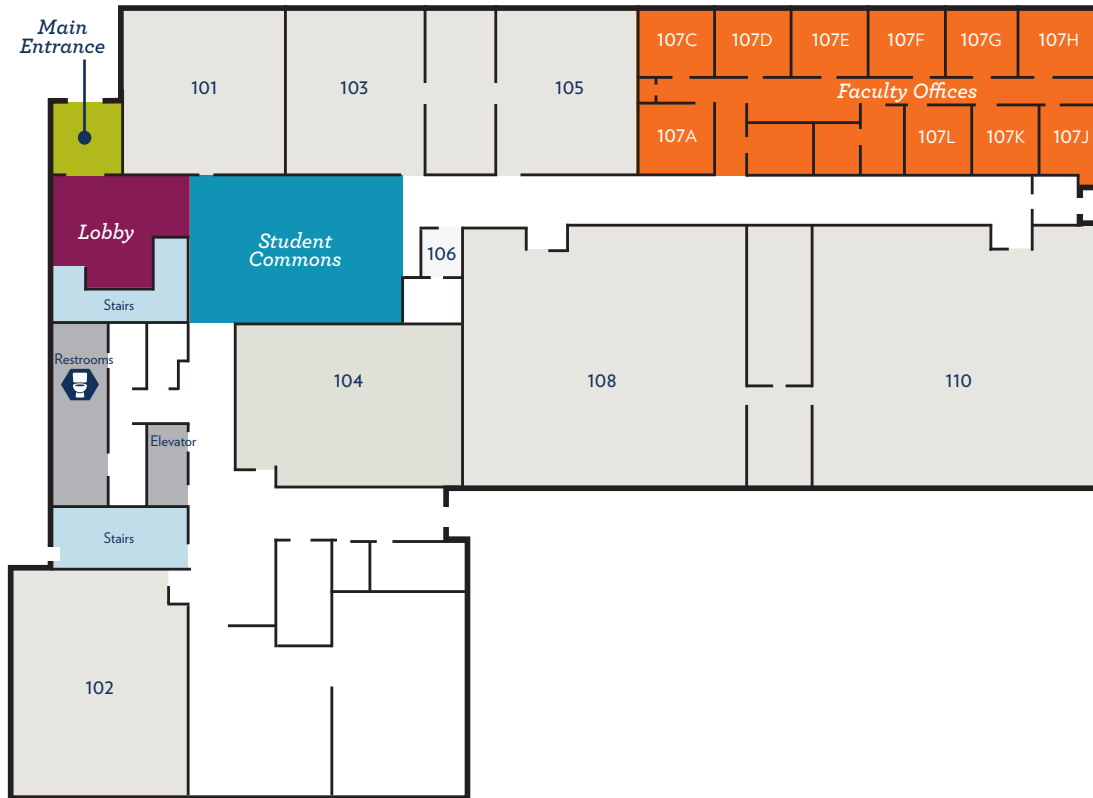 Main
Entrance
101
103
105
107C
107D
107E
107F
107G
107H
Faculty Offices
107A
107L
107K
107J
Lobby
Student
Commons
106
Stairs
Restrooms
104
108
110
Elevator
Stairs
102